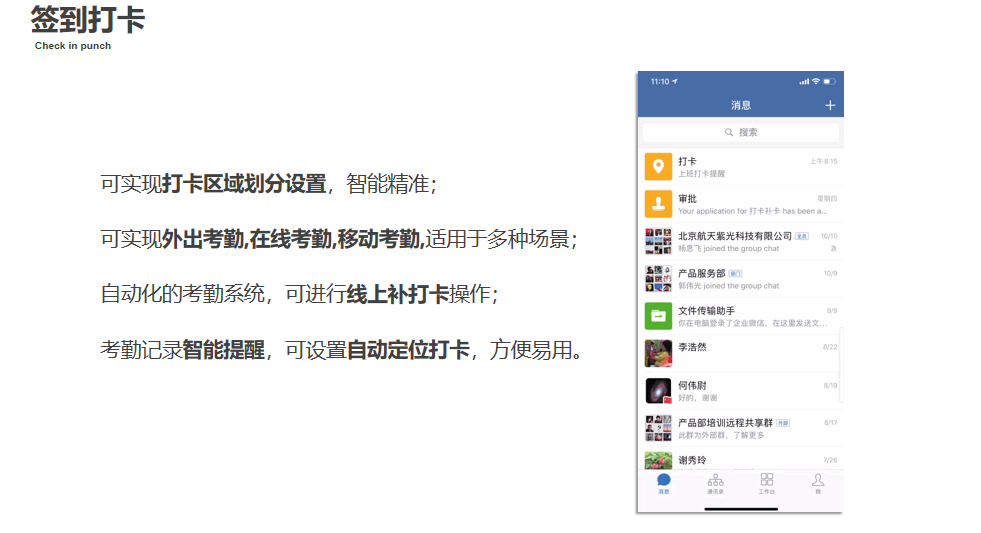 签到打卡
Check in punch
可实现打卡区域划分设置，智能精准；
可实现外出考勤,在线考勤,移动考勤,适用于多种场景；
自动化的考勤系统，可进行线上补打卡操作；
考勤记录智能提醒，可设置自动定位打卡，方便易用。
11:10
消息
搜索
打卡 上午 8:15
上班打卡提醒
审批 星期四
Your application for 打卡补卡 has been a...
北京航天紫光科技有限公司 全员 10/10
杨思飞 joined the group chat
产品服务部 部门 10/9
郭伟光 joined the group chat
文件传输助手 9/9
你在电脑登录了企业微信，在这里发送文...
李浩然 8/22
何伟尉 8/19
好的，谢谢
产品部培训远程共享群 外部 8/17
此群为外部群，了解更多
谢秀玲 7/26
消息 通讯录 工作台 我